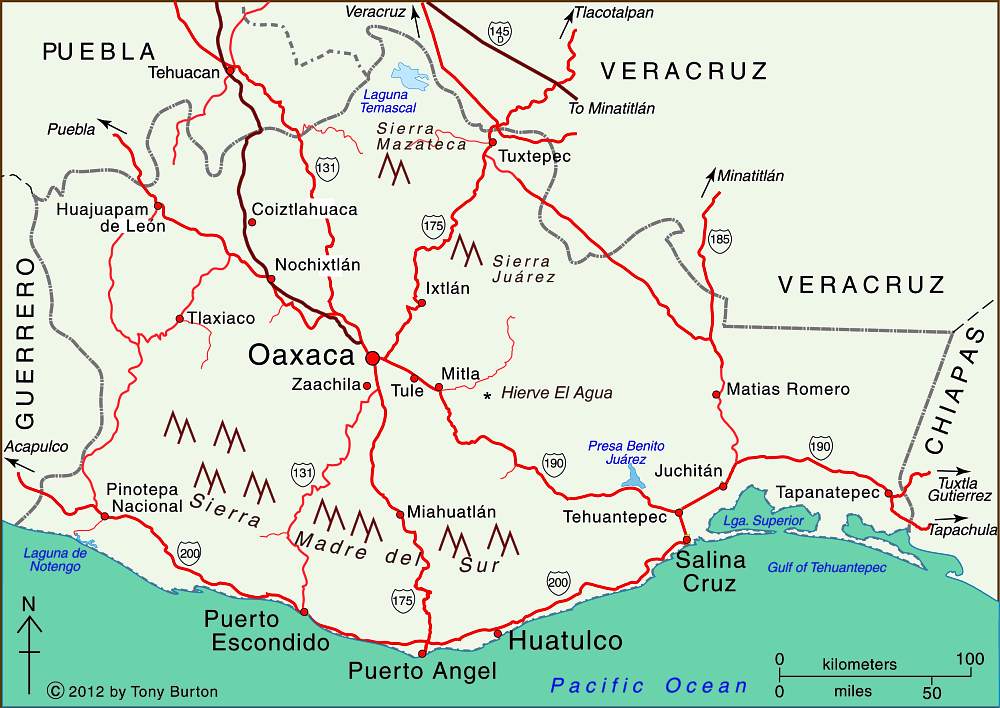 Veracruz
Tlacotalpan
145
D
PUEBLA
VERACRUZ
Tehuacan
Laguna
Temascal
To Minatitlán
Puebla
Sierra
Mazateca
Tuxtepec
131
Minatitlán
Huajuapam
de León
Coiztlahuaca
175
185
Nochixtlán
Sierra
Juárez
VERACRUZ
Ixtlán
GUERRERO
Tlaxiaco
Oaxaca
Zaachila
Tule
Mitla
* Hierve El Agua
Matias Romero
CHIAPAS
Acapulco
Presa Benito
Juárez
190
190
131
Juchitán
Tuxtla
Gutierrez
Pinotepa
Nacional
Sierra
Madre del
Sur
Miahuatlán
Tehuantepec
Tapanatepec
Lga. Superior
Tapachula
Laguna de
Notengo
200
Salina
Cruz
Gulf of Tehuantepec
200
175
N
Puerto
Escondido
Huatulco
Puerto Angel
Pacific Ocean
0 kilometers 100
0 miles 50
© 2012 by Tony Burton